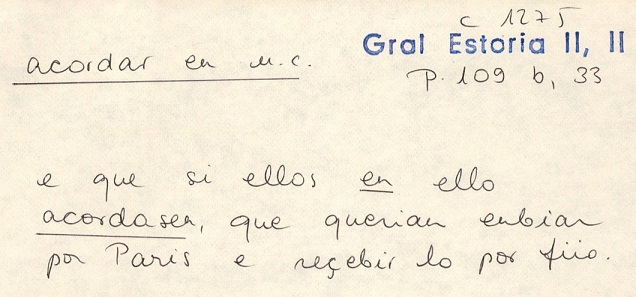 c 1275
Gral Estoria II, II
acordar en u.c.
p. 109 b, 33
e que si ellos en ello
acordasen, que querian enbiar
por Paris e reçebir lo por fiio.